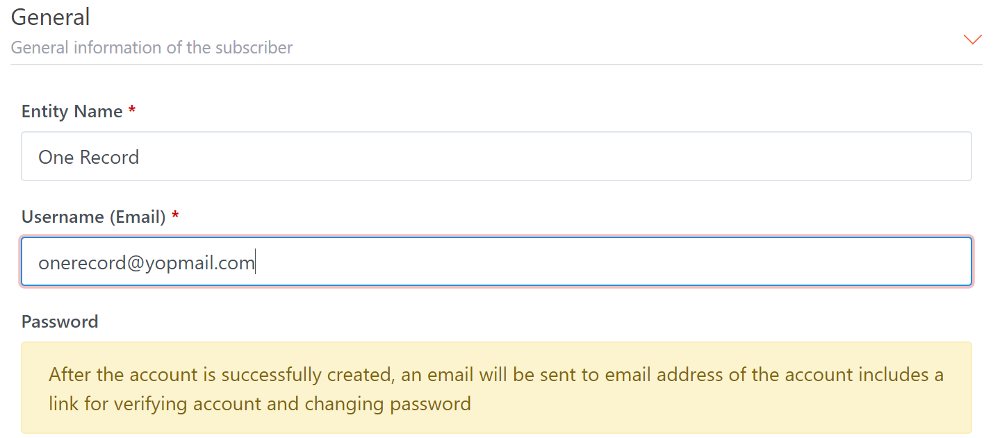 General
General information of the subscriber
Entity Name *
One Record
Username (Email) *
onerecord@yopmail.com
Password
After the account is successfully created, an email will be sent to email address of the account includes a
link for verifying account and changing password